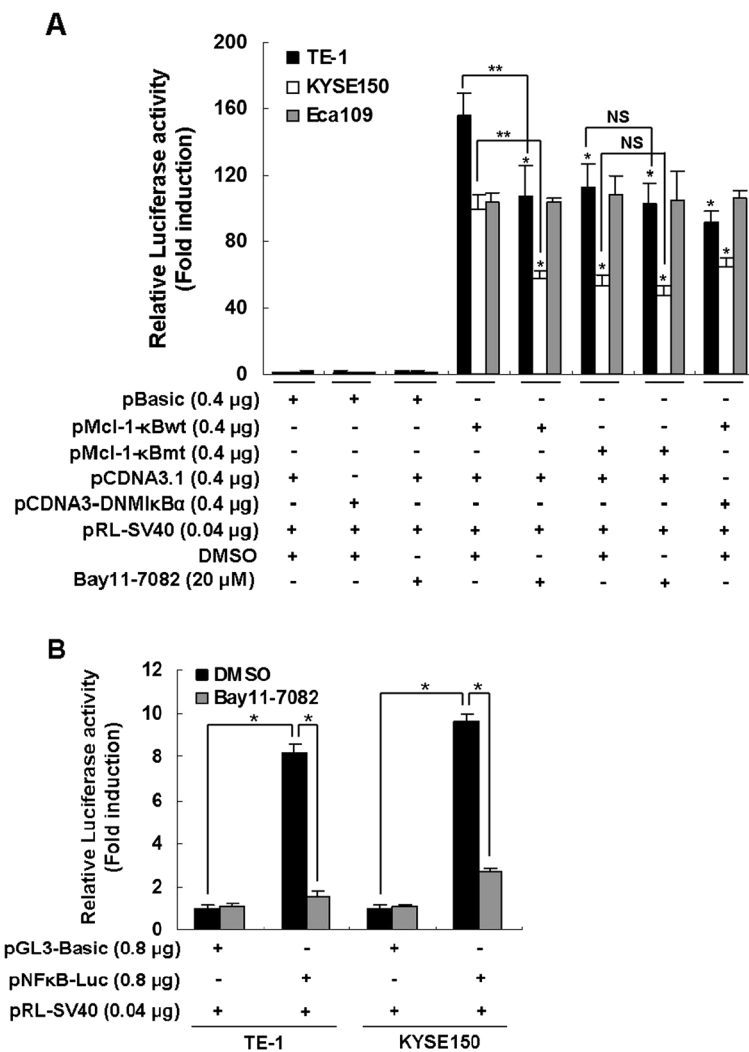 A
Relative Luciferase activity
(Fold induction)
200
160
120
80
40
0
TE-1
KYSE150
Eca109
**
**
NS
NS
* * * * * * * *
pBasic (0.4 µg) + + + - - - - -
pMcl-1-κBwt (0.4 µg) - - - + + - - +
pMcl-1-κBmt (0.4 µg) - - - - - + + -
pCDNA3.1 (0.4 µg) + - + + + + + -
pCDNA3-DNMIκBα (0.4 µg) - + - - - - - +
pRL-SV40 (0.04 µg) + + + + + + + +
DMSO + + - + - + - +
Bay11-7082 (20 µM) - - + - + - + -
B
Relative Luciferase activity
(Fold induction)
12
10
8
6
4
2
0
DMSO
Bay11-7082
* * * *
pGL3-Basic (0.8 µg) + - + -
pNFκB-Luc (0.8 µg) - + - +
pRL-SV40 (0.04 µg) + + + +
TE-1 KYSE150